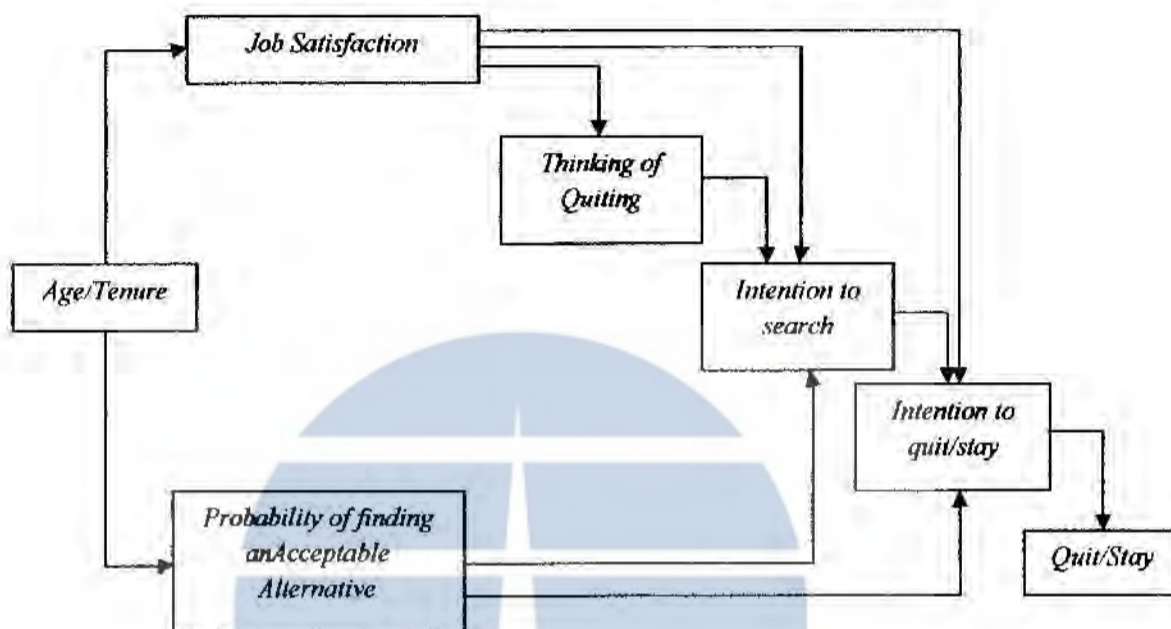 Job Satisfaction
Thinking of
Quiting
Age/Tenure
Intention to
search
Intention to
quit/stay
Probability of finding
anAcceptable
Alternative
Quit/Stay